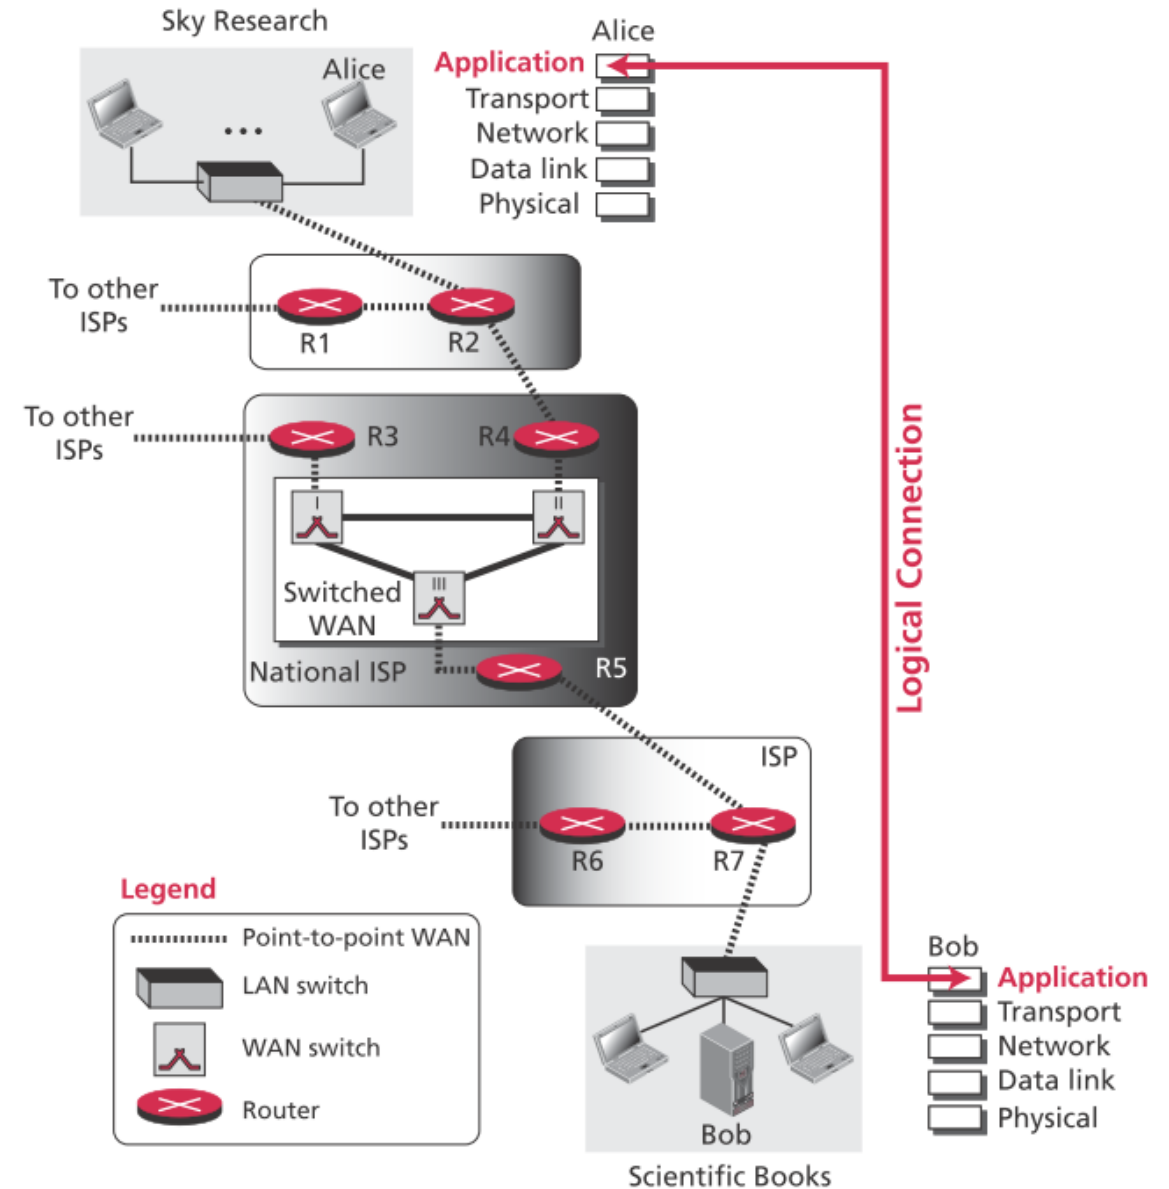 Sky Research
Alice
Alice
Application
Transport
Network
Data link
Physical
To other
ISPs
R1
R2
To other
ISPs
R3
R4
I
II
III
Switched
WAN
National ISP
R5
Logical Connection
ISP
To other
ISPs
R6
R7
Legend
Point-to-point WAN
LAN switch
WAN switch
Router
Bob
Application
Transport
Network
Data link
Physical
Bob
Scientific Books